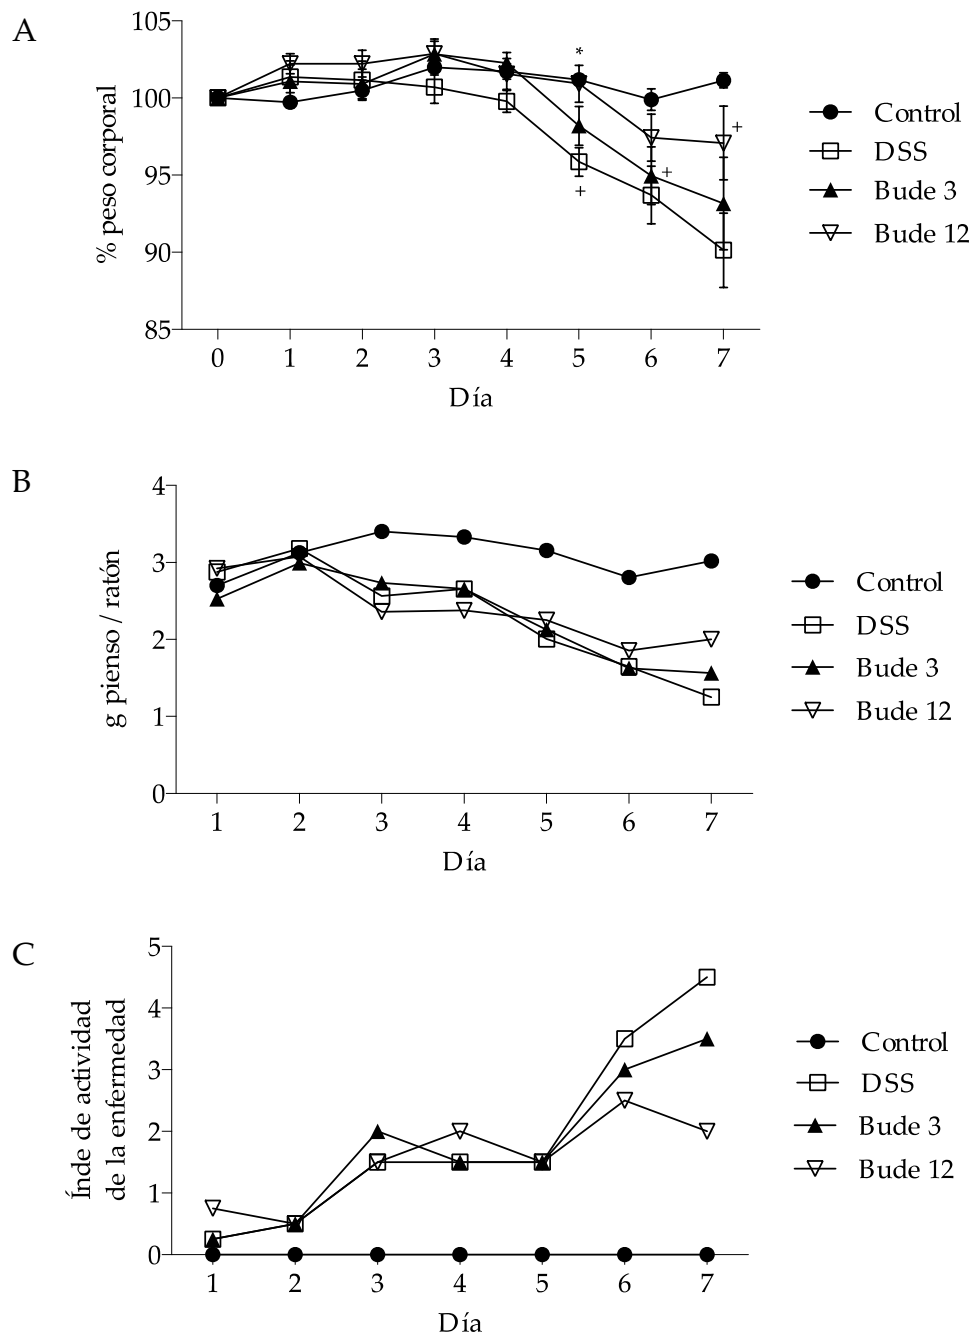 A
105
100
95
90
85
% peso corporal
*
+
+
+
0 1 2 3 4 5 6 7
Día
Control
DSS
Bude 3
Bude 12
B
4
3
2
1
0
g pienso / ratón
1 2 3 4 5 6 7
Día
Control
DSS
Bude 3
Bude 12
C
5
4
3
2
1
0
Índe de actividad
de la enfermedad
1 2 3 4 5 6 7
Día
Control
DSS
Bude 3
Bude 12